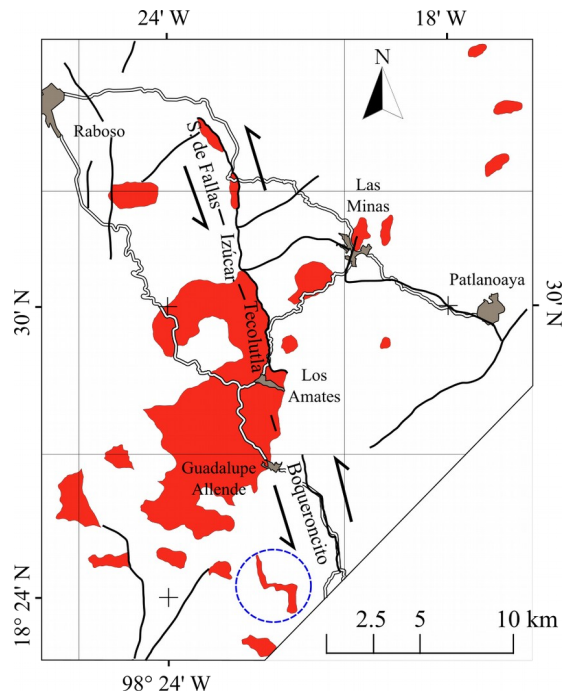 24' W
18' W
N
Raboso
S. de Fallas Izúcar Tecolutla
Las
Minas
Patlanoaya
30' N
30' N
Los
Amates
Guadalupe
Allende
Boqueroncito
18° 24' N
24' N
2.5
5
10 km
98° 24' W